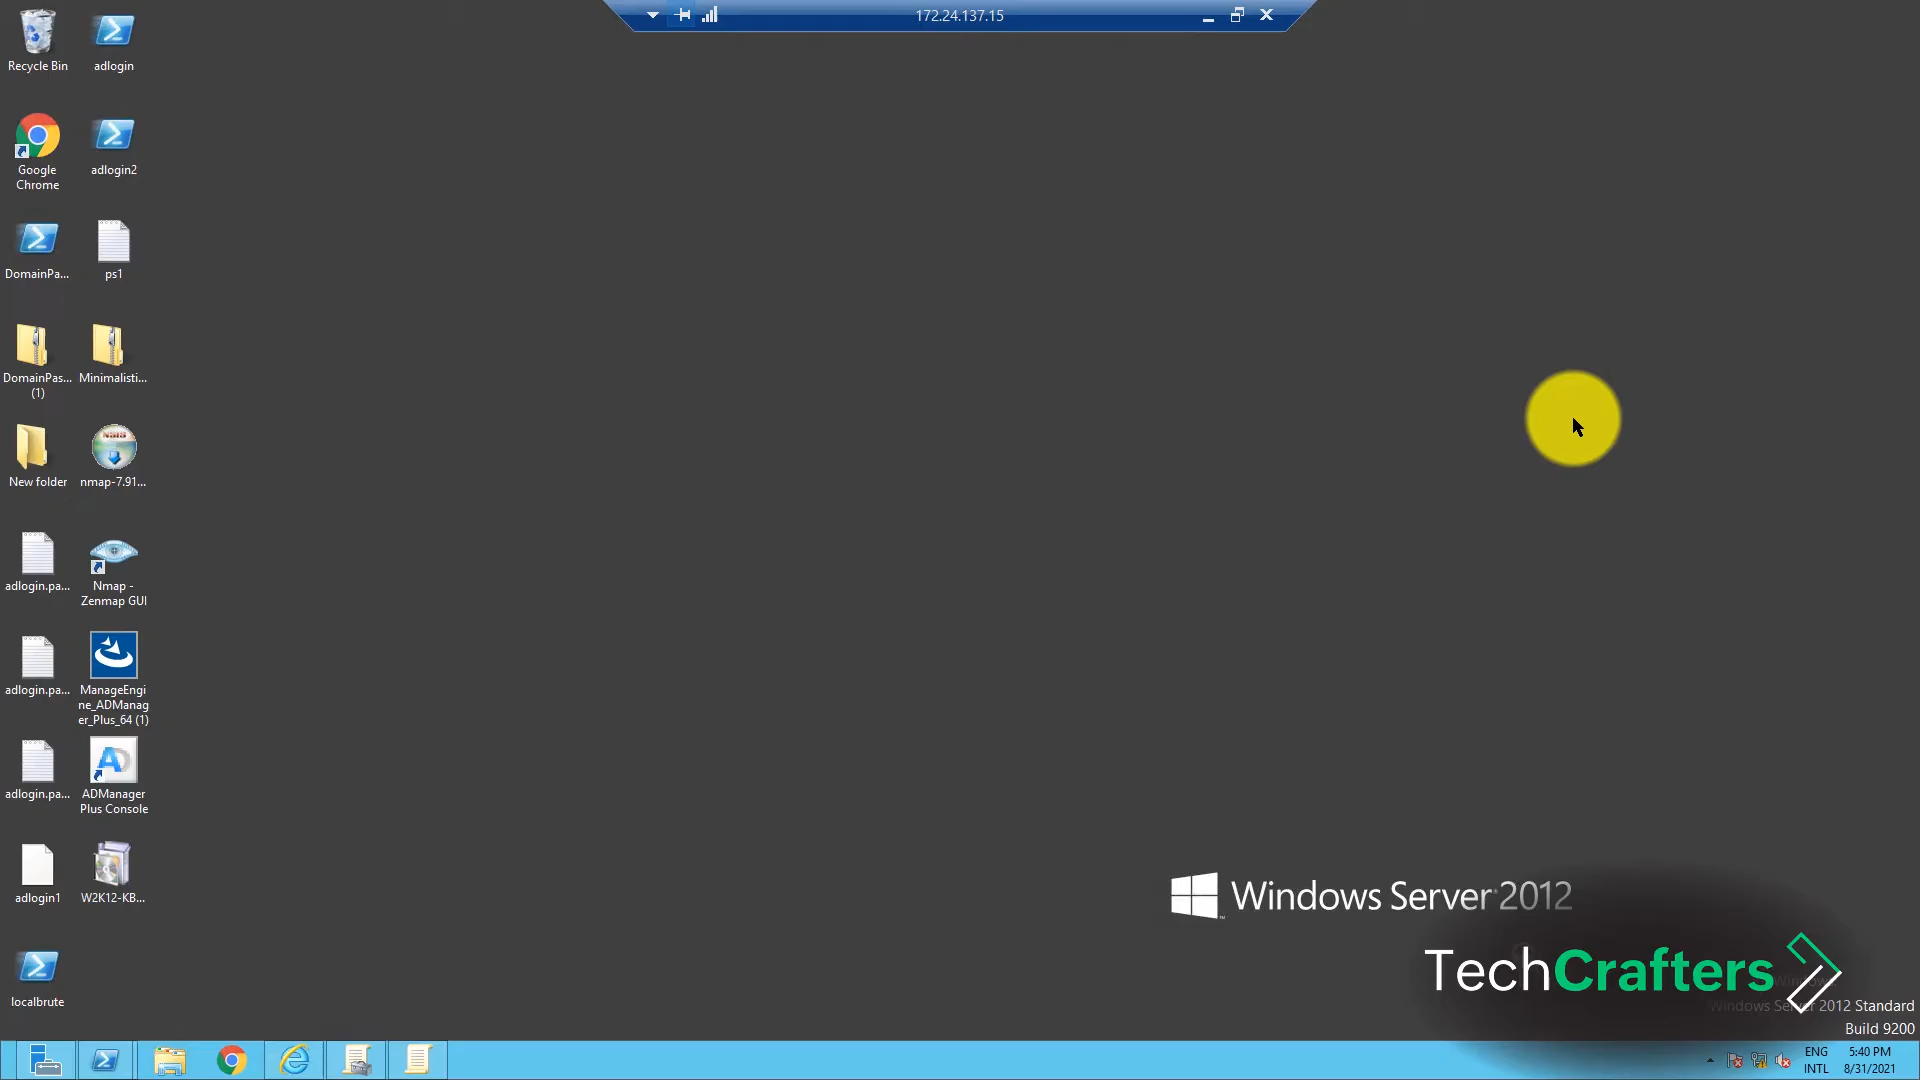 172.24.137.15
Recycle Bin
adlogin
Google
Chrome
adlogin2
DomainPa...
ps1
DomainPas...
(1)
Minimalisti...
New folder
nmap-7.91...
adlogin.pa...
Nmap -
Zenmap GUI
adlogin.pa...
ManageEngi
ne_ADManag
er_Plus_64 (1)
adlogin.pa...
ADManager
Plus Console
adlogin1
W2K12-KB...
localbrute
Windows Server 2012
TechCrafters
Windows Server 2012 Standard
Build 9200
ENG
INTL
5:40 PM
8/31/2021